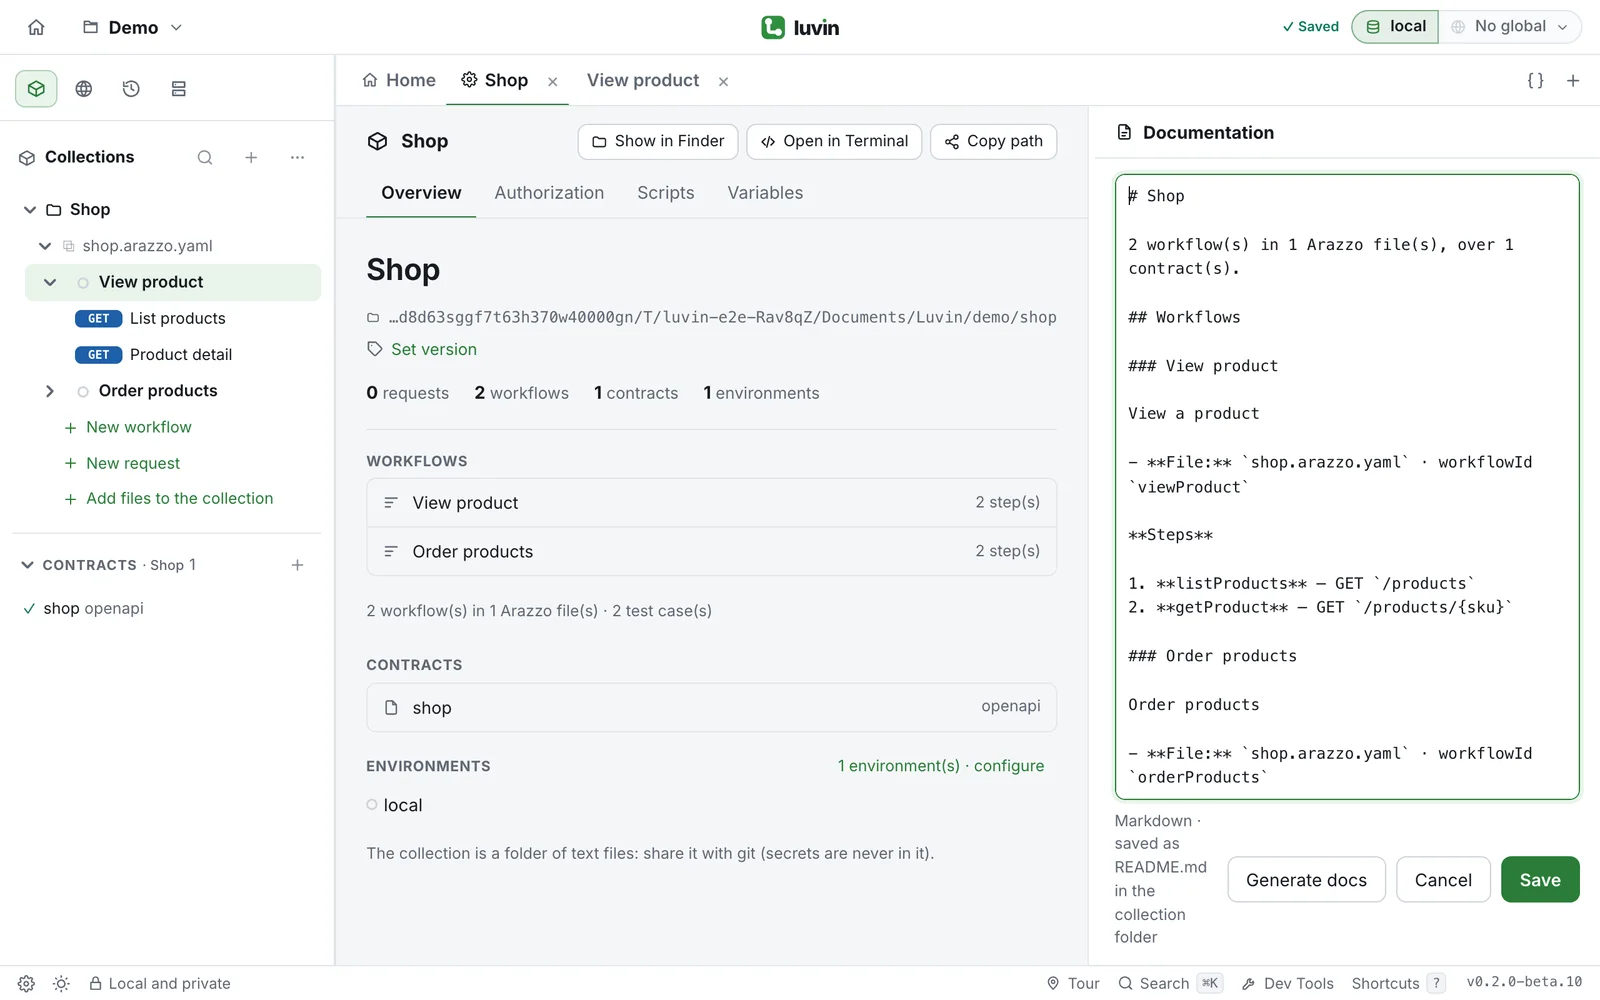 Demo
luvin
Saved
local
No global
Home
Shop
View product
{}
Collections
Shop
shop.arazzo.yaml
View product
GET List products
GET Product detail
Order products
+ New workflow
+ New request
+ Add files to the collection
CONTRACTS · Shop 1
shop openapi
Shop
Show in Finder
Open in Terminal
Copy path
Overview
Authorization
Scripts
Variables
Shop
…d8d63sggf7t63h370w40000gn/T/luvin-e2e-Rav8qZ/Documents/Luvin/demo/shop
Set version
0 requests
2 workflows
1 contracts
1 environments
WORKFLOWS
View product 2 step(s)
Order products 2 step(s)
2 workflow(s) in 1 Arazzo file(s) · 2 test case(s)
CONTRACTS
shop openapi
ENVIRONMENTS 1 environment(s) · configure
local
The collection is a folder of text files: share it with git (secrets are never in it).
Documentation
# Shop
2 workflow(s) in 1 Arazzo file(s), over 1
contract(s).
## Workflows
### View product
View a product
- **File:** `shop.arazzo.yaml` · workflowId
`viewProduct`
**Steps**
1. **listProducts** — GET `/products`
2. **getProduct** — GET `/products/{sku}`
### Order products
Order products
- **File:** `shop.arazzo.yaml` · workflowId
`orderProducts`
Markdown ·
saved as
README.md
in the
collection
folder
Generate docs
Cancel
Save
Local and private
Tour
Search ⌘K
Dev Tools
Shortcuts ?
v0.2.0-beta.10